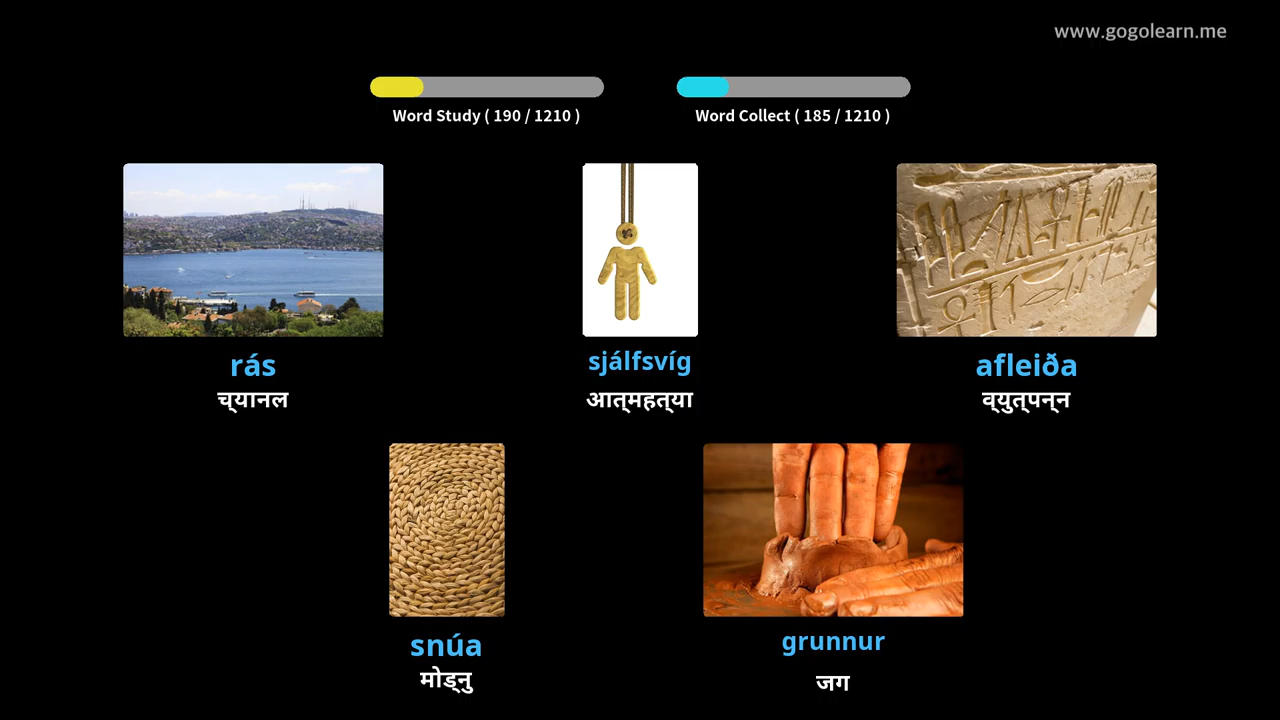 www.gogolearn.me
Word Study ( 190 / 1210 )
Word Collect ( 185 / 1210 )
rás
च्यानल
sjálfsvíg
आत्महत्या
afleiða
व्युत्पन्न
snúa
मोड्नु
grunnur
जग